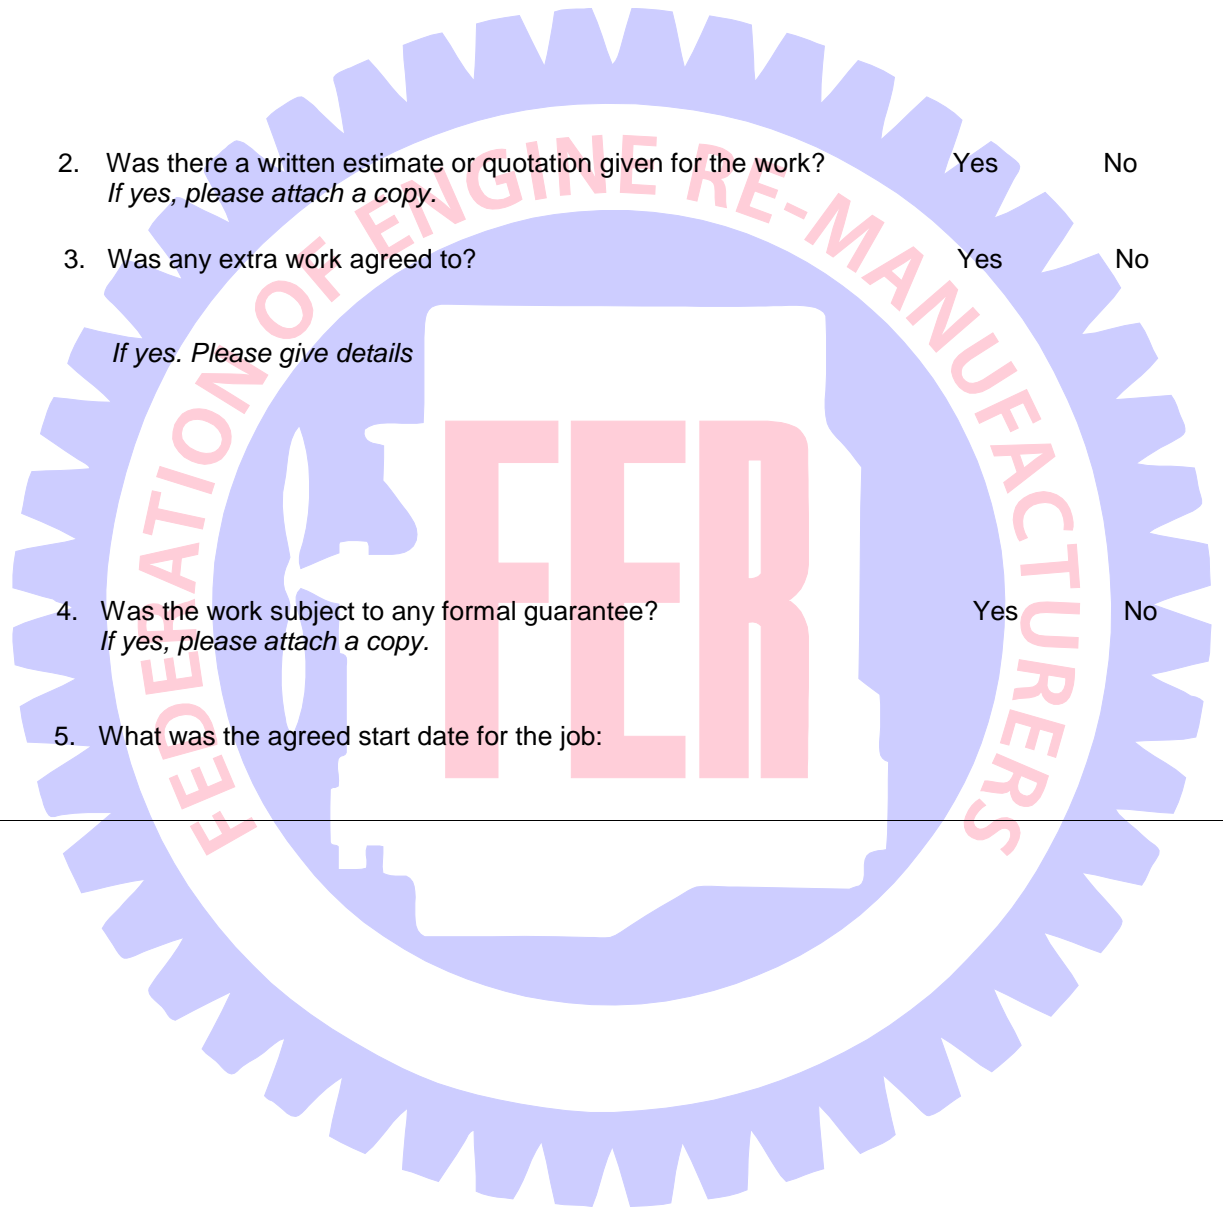 FEDERATION OF ENGINE RE-MANUFACTURERS
FER
2. Was there a written estimate or quotation given for the work? Yes No
If yes, please attach a copy.
3. Was any extra work agreed to? Yes No
If yes. Please give details
4. Was the work subject to any formal guarantee? Yes No
If yes, please attach a copy.
5. What was the agreed start date for the job: